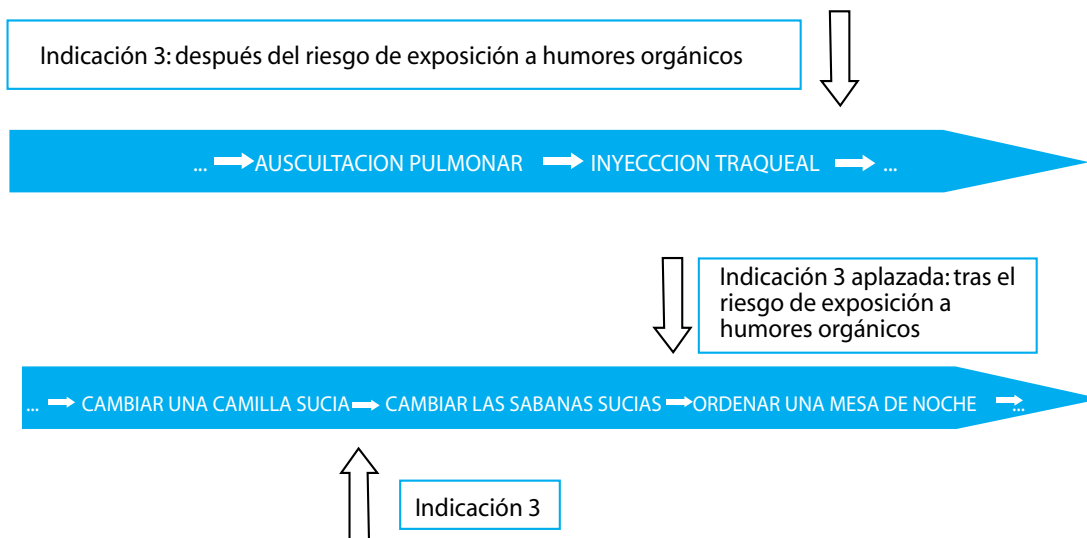 Indicación 3: después del riesgo de exposición a humores orgánicos
... AUSCULTACION PULMONAR INYECCCION TRAQUEAL ...
Indicación 3 aplazada: tras el
riesgo de exposición a
humores orgánicos
... CAMBIAR UNA CAMILLA SUCIA CAMBIAR LAS SABANAS SUCIAS ORDENAR UNA MESA DE NOCHE ...
Indicación 3